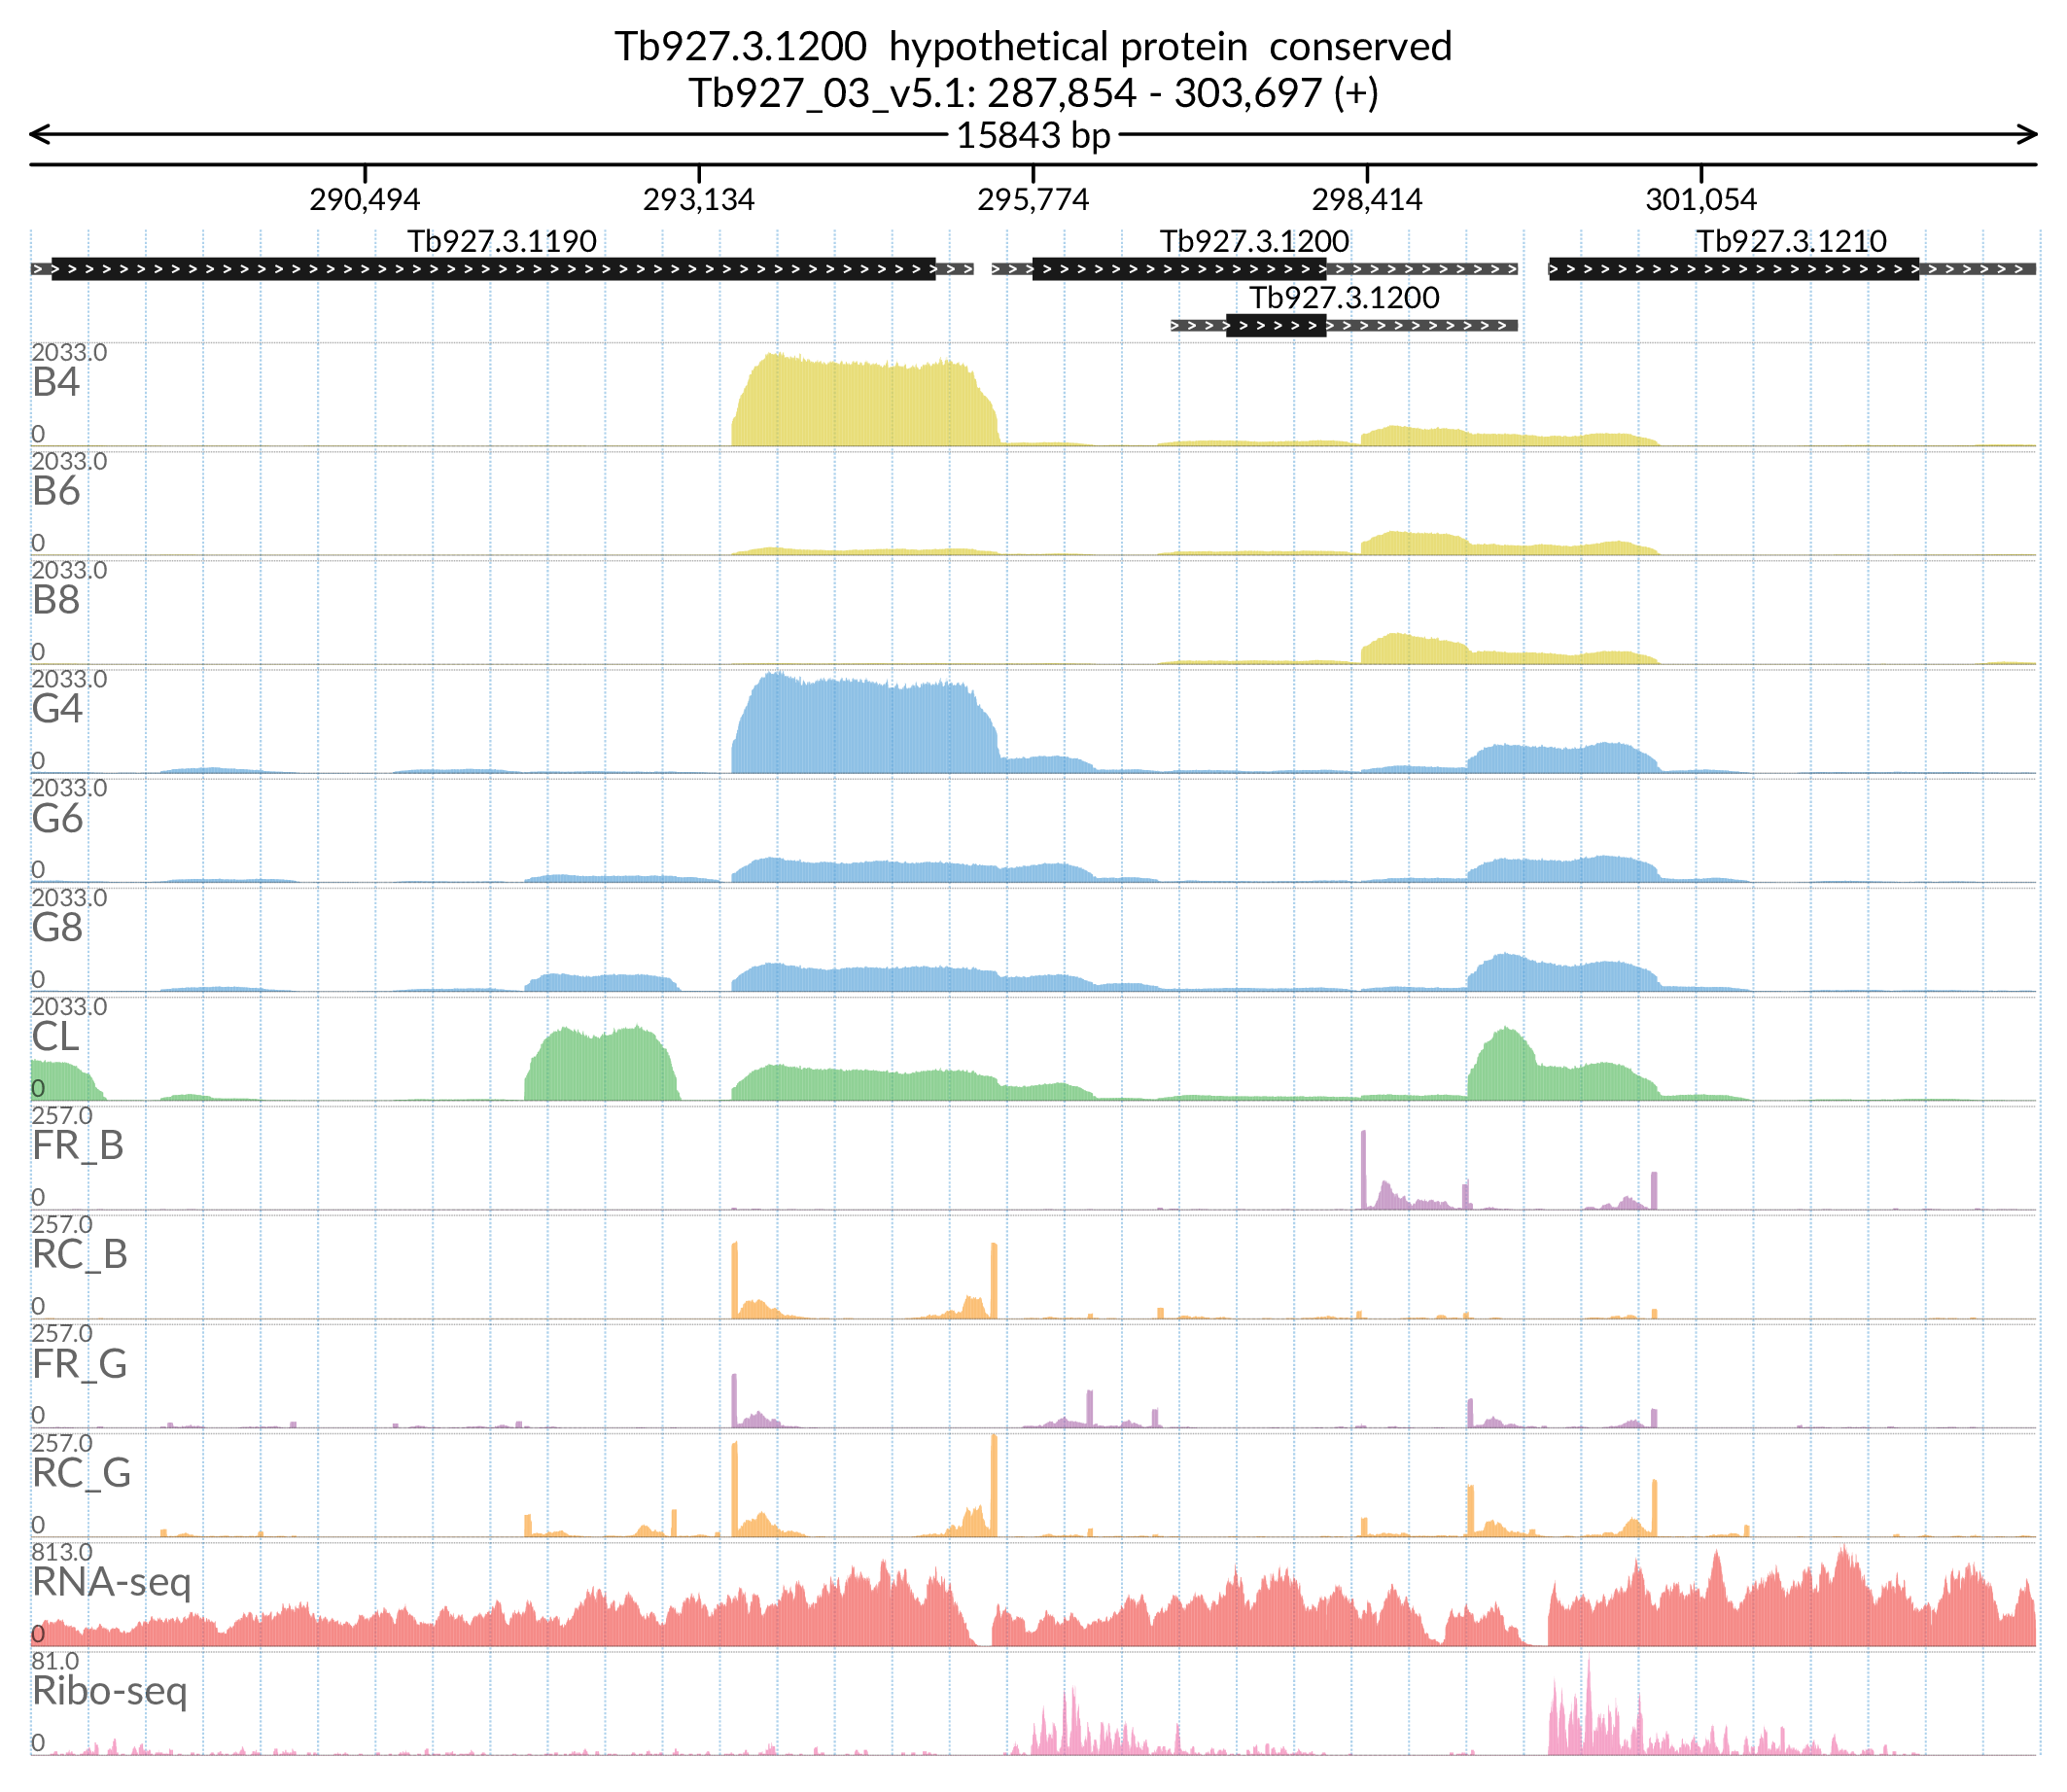 Tb927.3.1200  hypothetical protein  conserved
Tb927_03_v5.1: 287,854 - 303,697 (+)
15843 bp
290,494 293,134 295,774 298,414 301,054
Tb927.3.1190 Tb927.3.1200 Tb927.3.1210
Tb927.3.1200
2033.0
B4
0
2033.0
B6
0
2033.0
B8
0
2033.0
G4
0
2033.0
G6
0
2033.0
G8
0
2033.0
CL
0
257.0
FR_B
0
257.0
RC_B
0
257.0
FR_G
0
257.0
RC_G
0
813.0
RNA-seq
0
81.0
Ribo-seq
0